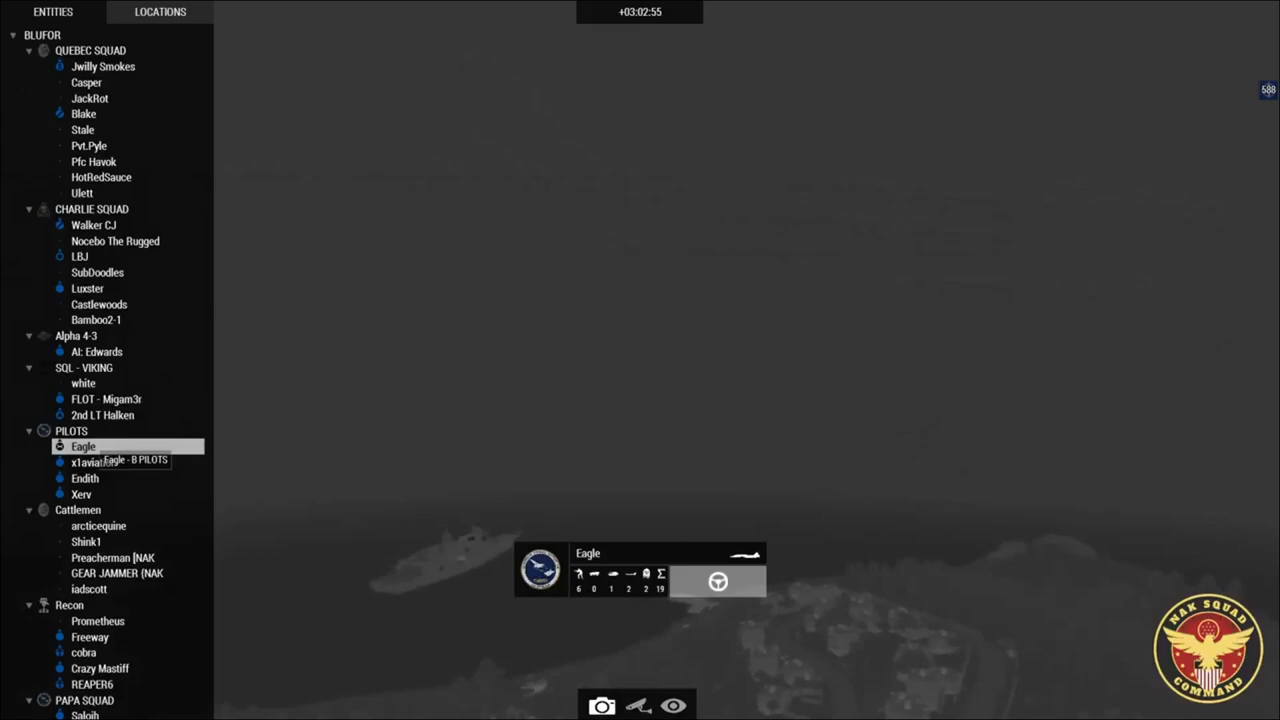 ENTITIES
LOCATIONS
+03:02:55
BLUFOR
QUEBEC SQUAD
Jwilly Smokes
Casper
JackRot
Blake
Stale
Pvt.Pyle
Pfc Havok
HotRedSauce
Ulett
CHARLIE SQUAD
Walker CJ
Nocebo The Rugged
LBJ
SubDoodles
Luxster
Castlewoods
Bamboo2-1
Alpha 4-3
AI: Edwards
SQL - VIKING
white
FLOT - Migam3r
2nd LT Halken
PILOTS
Eagle
Eagle - B PILOTS
Endith
Xerv
Cattlemen
arcticequine
Shink1
Preacherman [NAK
GEAR JAMMER (NAK
iadscott
Recon
Prometheus
Freeway
cobra
Crazy Mastiff
REAPER6
PAPA SQUAD
Saloih
588
Eagle
6 0 1 2 2 19
NAK SQUAD
COMMAND